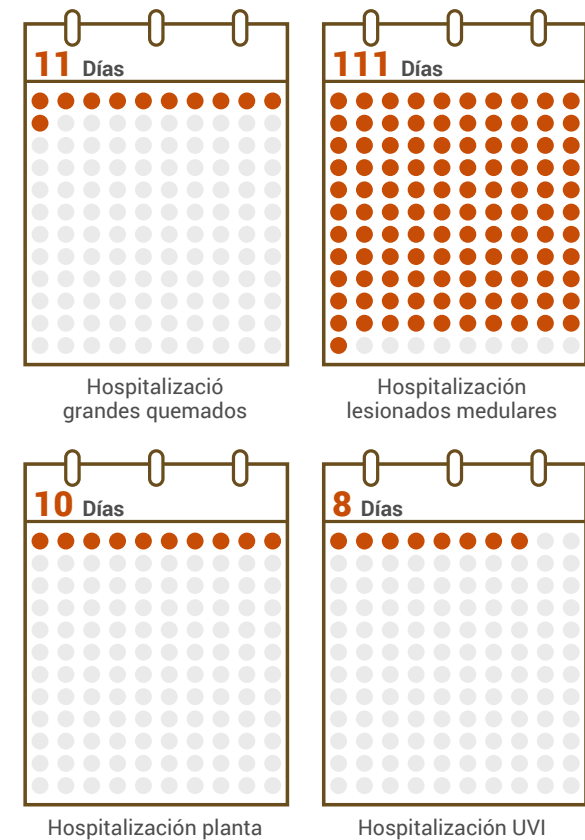 11 Días
111 Días
Hospitalizació
grandes quemados
Hospitalización
lesionados medulares
10 Días
8 Días
Hospitalización planta
Hospitalización UVI